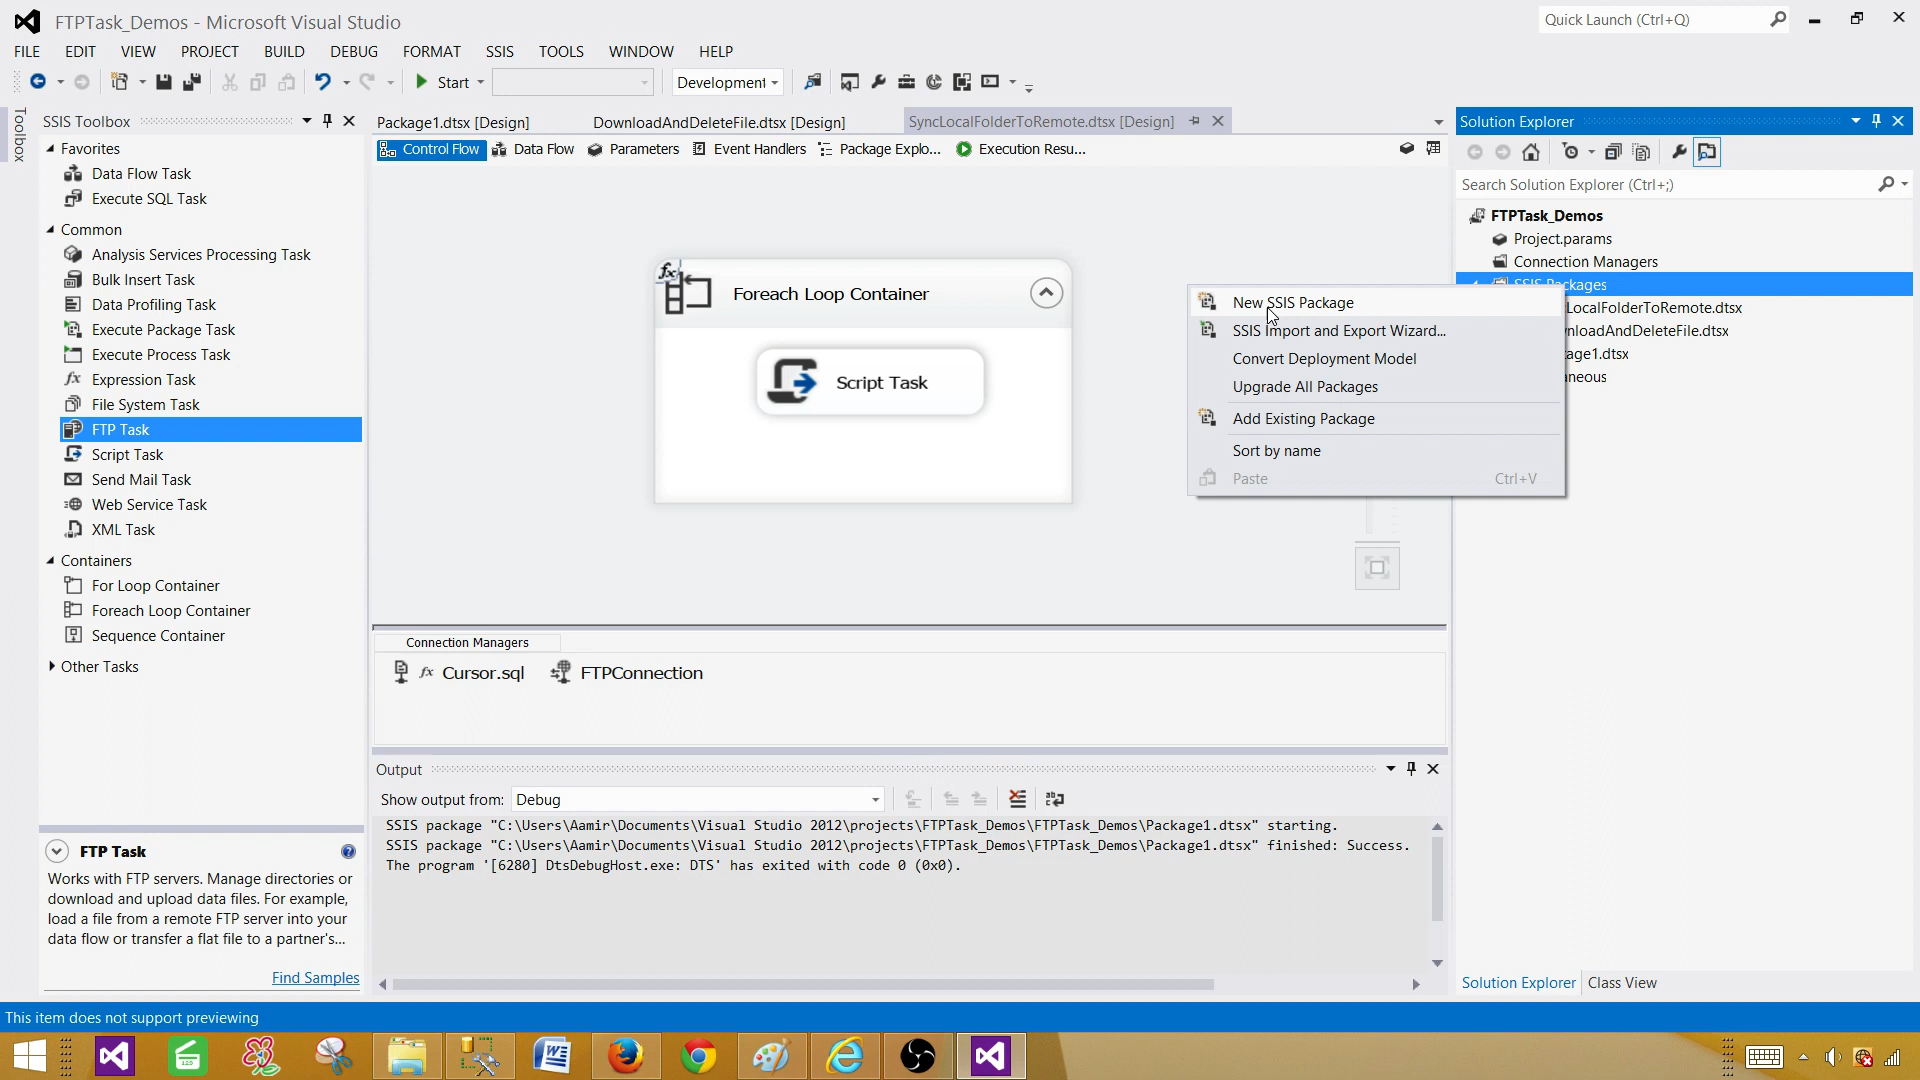 FTPTask_Demos - Microsoft Visual Studio
Quick Launch (Ctrl+Q)
FILE EDIT VIEW PROJECT BUILD DEBUG FORMAT SSIS TOOLS WINDOW HELP
Start
Development
Toolbox
SSIS Toolbox
Favorites
Data Flow Task
Execute SQL Task
Common
Analysis Services Processing Task
Bulk Insert Task
Data Profiling Task
Execute Package Task
Execute Process Task
Expression Task
File System Task
FTP Task
Script Task
Send Mail Task
Web Service Task
XML Task
Containers
For Loop Container
Foreach Loop Container
Sequence Container
Other Tasks
FTP Task
Works with FTP servers. Manage directories or
download and upload data files. For example,
load a file from a remote FTP server into your
data flow or transfer a flat file to a partner's...
Find Samples
Package1.dtsx [Design] DownloadAndDeleteFile.dtsx [Design] SyncLocalFolderToRemote.dtsx [Design]
Control Flow Data Flow Parameters Event Handlers Package Explo... Execution Resu...
fx
Foreach Loop Container
Script Task
Connection Managers
fx Cursor.sql FTPConnection
Output
Show output from: Debug
SSIS package "C:\Users\Aamir\Documents\Visual Studio 2012\projects\FTPTask_Demos\FTPTask_Demos\Package1.dtsx" starting.
SSIS package "C:\Users\Aamir\Documents\Visual Studio 2012\projects\FTPTask_Demos\FTPTask_Demos\Package1.dtsx" finished: Success.
The program '[6280] DtsDebugHost.exe: DTS' has exited with code 0 (0x0).
Solution Explorer
Search Solution Explorer (Ctrl+;)
FTPTask_Demos
Project.params
Connection Managers
SSIS Packages
LocalFolderToRemote.dtsx
nloadAndDeleteFile.dtsx
age1.dtsx
aneous
New SSIS Package
SSIS Import and Export Wizard...
Convert Deployment Model
Upgrade All Packages
Add Existing Package
Sort by name
Paste Ctrl+V
Solution Explorer Class View
This item does not support previewing